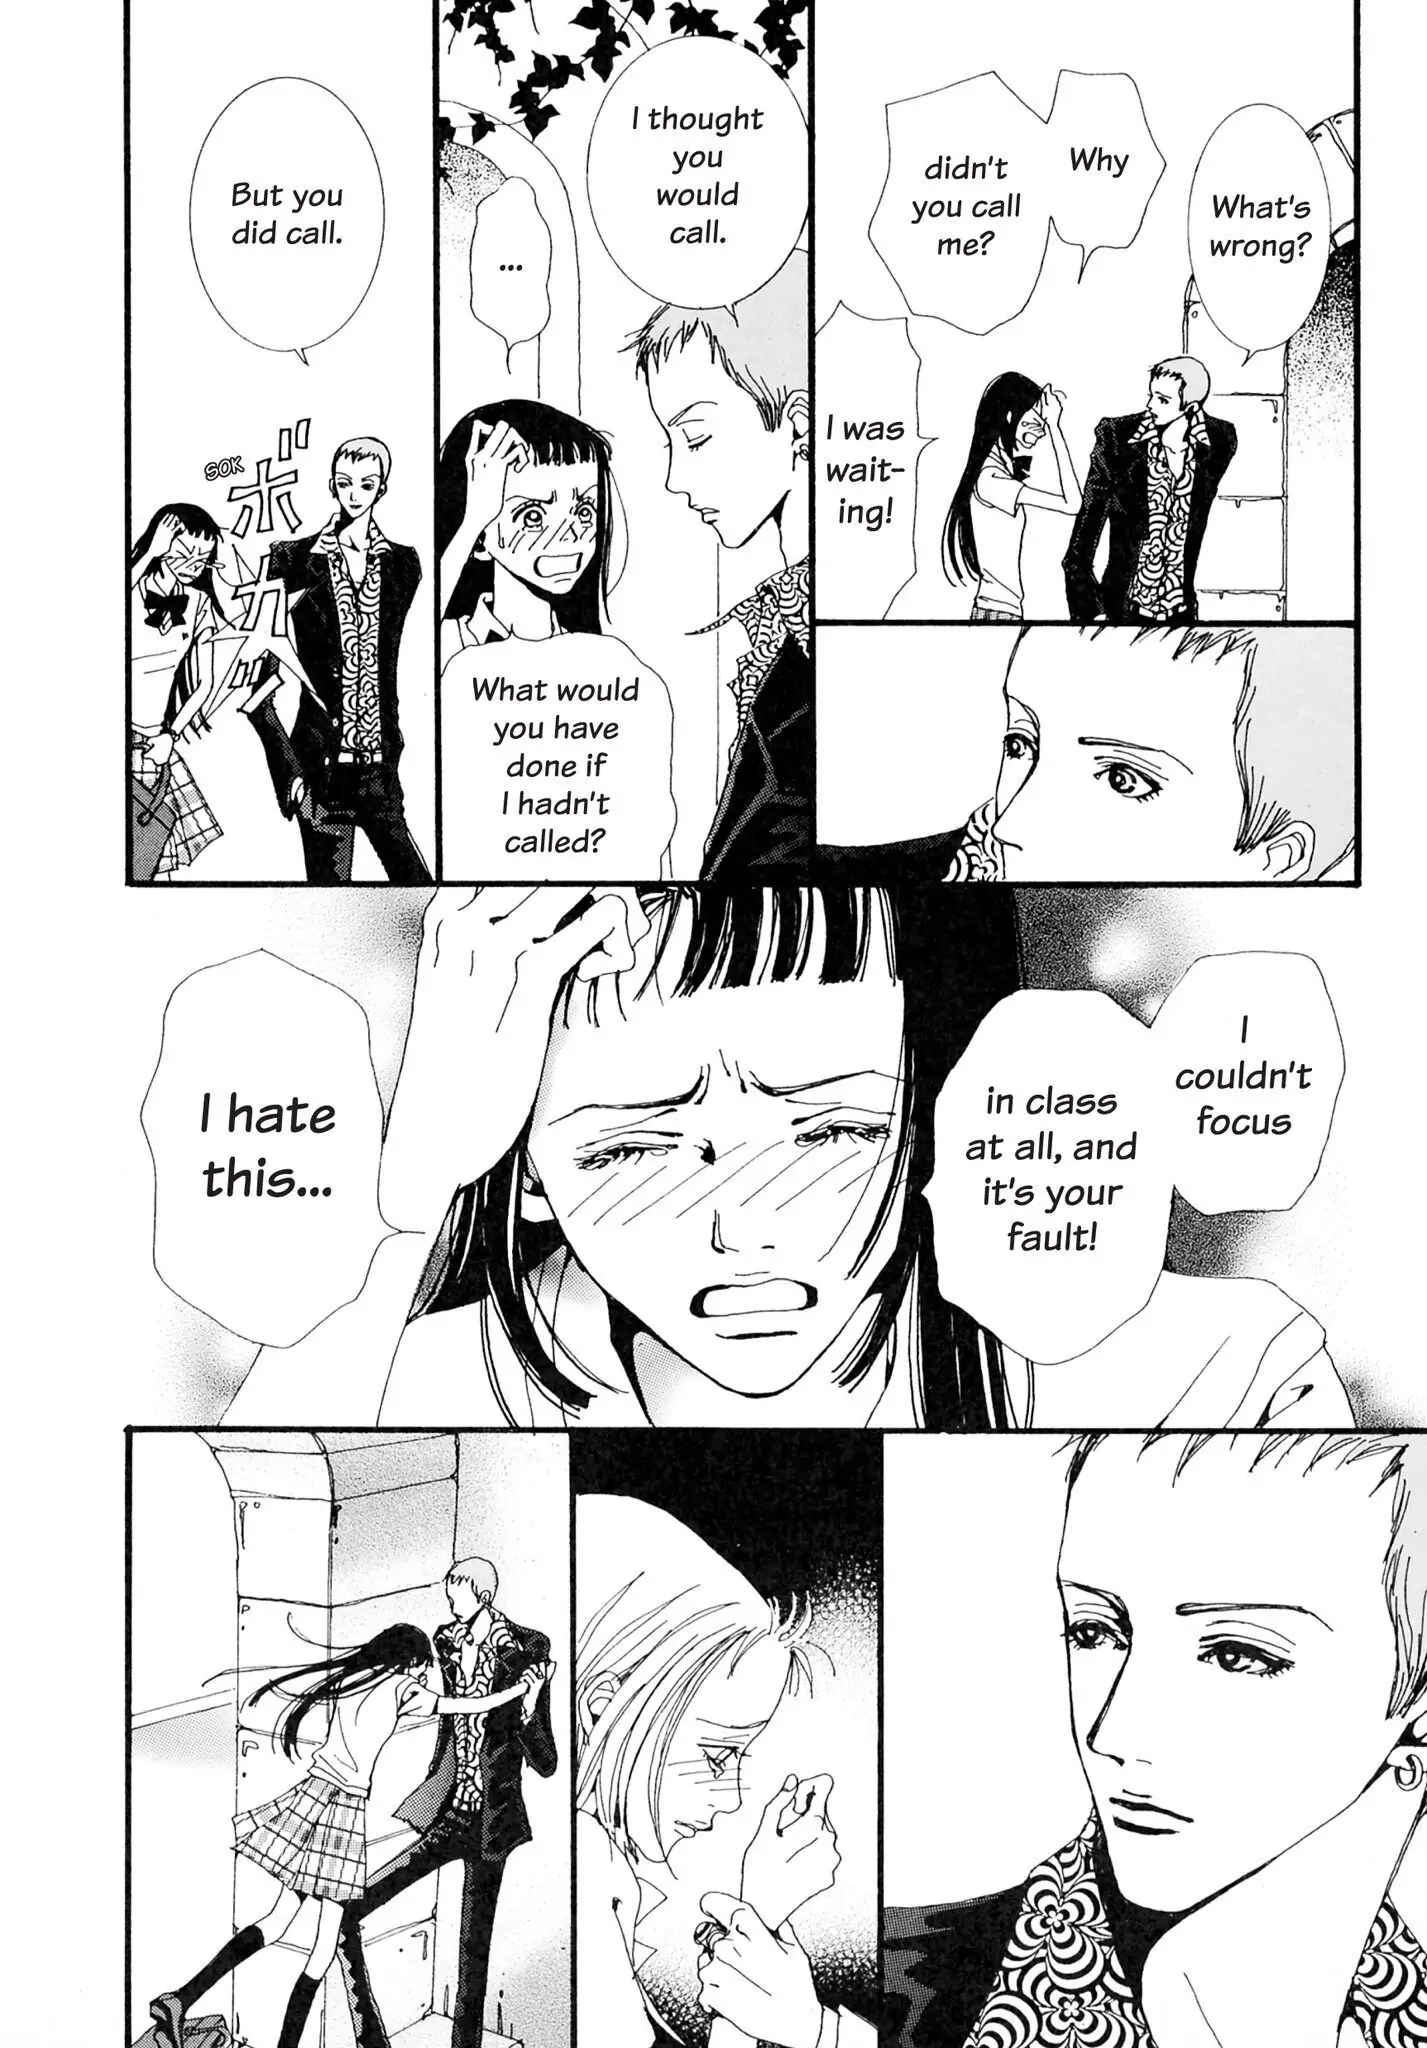 What's
wrong?
Why
didn't
you call
me?
I was
wait-
ing!
I thought
you
would
call.
...
What would
you have
done if
I hadn't
called?
But you
did call.
SOK
ボカッ
I
couldn't
focus
in class
at all, and
it's your
fault!
I hate
this...